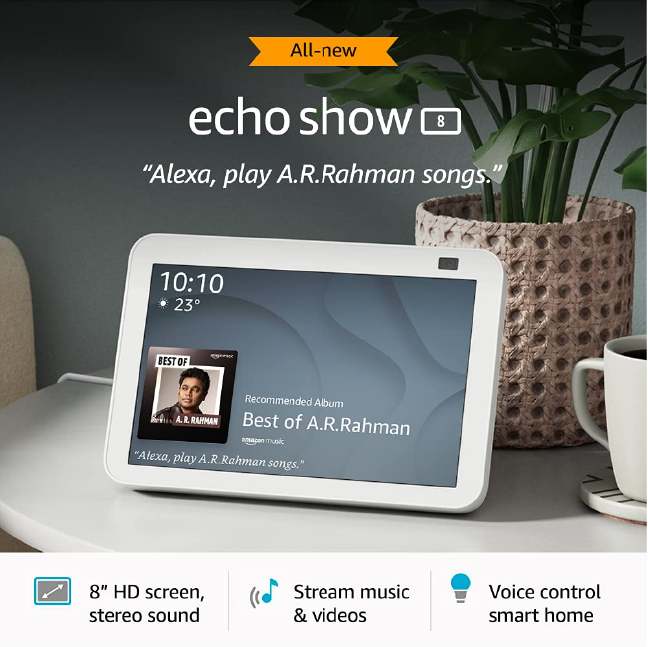 All-new
echo show 8
“Alexa, play A.R.Rahman songs.”
10:10
23°
BEST OF
amazon music
A. R. RAHMAN
Recommended Album
Best of A.R.Rahman
amazon music
“Alexa, play A.R.Rahman songs.”
8” HD screen,
stereo sound
Stream music
& videos
Voice control
smart home